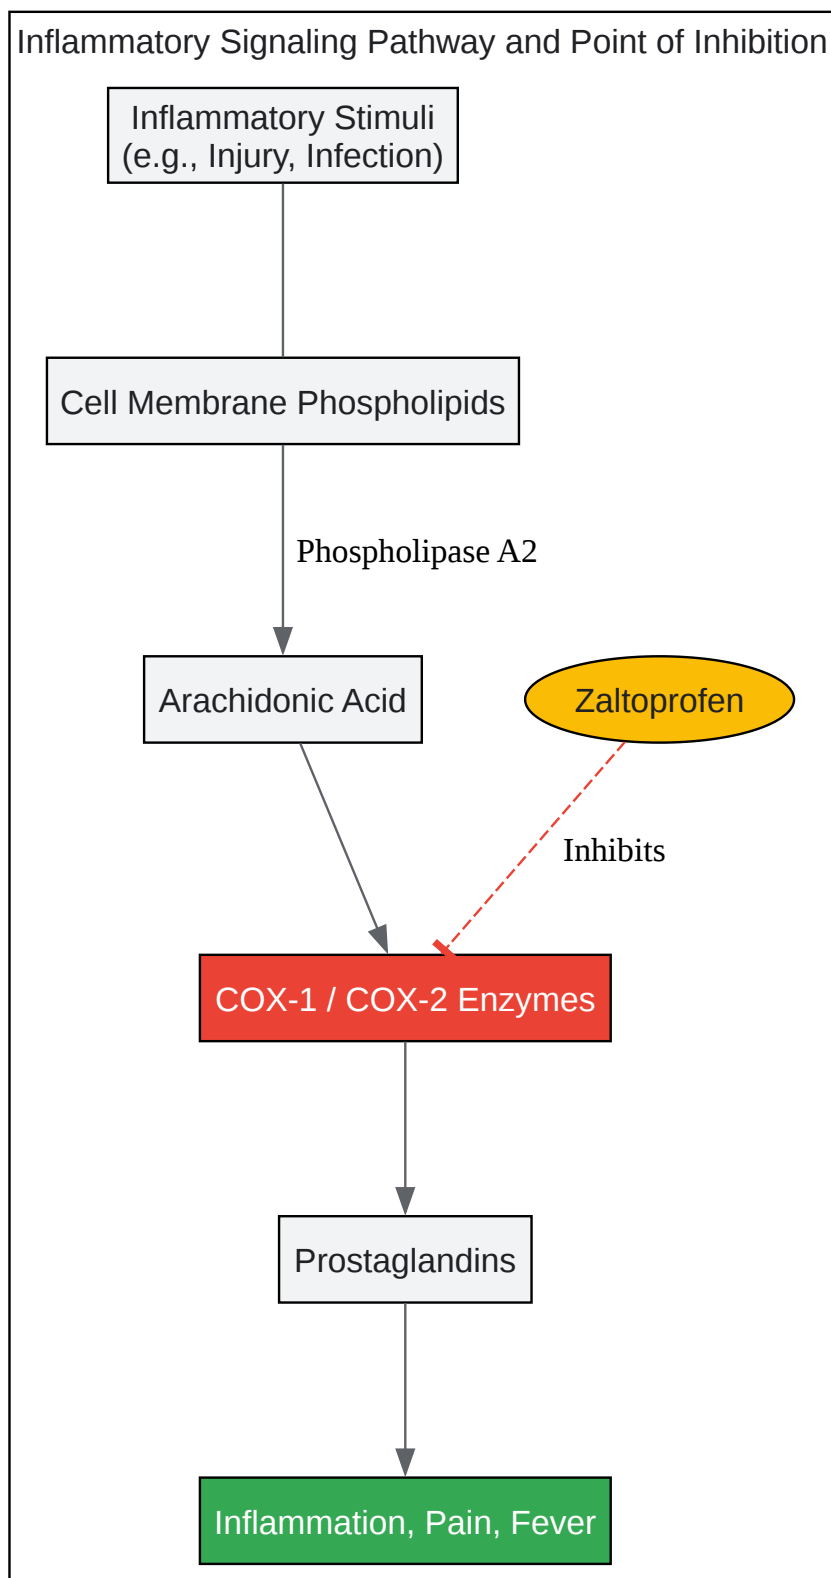 Inflammatory Signaling Pathway and Point of Inhibition
Inflammatory Stimuli
(e.g., Injury, Infection)
Cell Membrane Phospholipids
Phospholipase A2
Arachidonic Acid
Zaltoprofen
Inhibits
COX-1 / COX-2 Enzymes
Prostaglandins
Inflammation, Pain, Fever